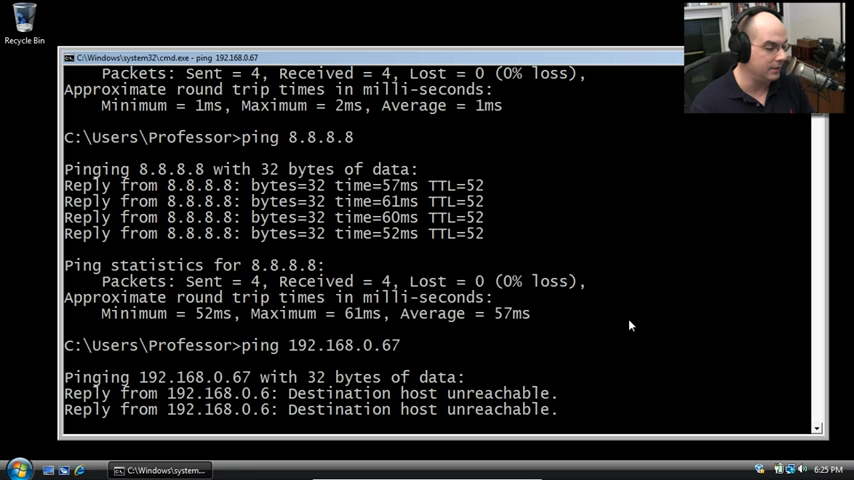 Recycle Bin
C:\Windows\system32\cmd.exe - ping 192.168.0.67
Packets: Sent = 4, Received = 4, Lost = 0 (0% loss),
Approximate round trip times in milli-seconds:
Minimum = 1ms, Maximum = 2ms, Average = 1ms
C:\Users\Professor>ping 8.8.8.8
Pinging 8.8.8.8 with 32 bytes of data:
Reply from 8.8.8.8: bytes=32 time=57ms TTL=52
Reply from 8.8.8.8: bytes=32 time=61ms TTL=52
Reply from 8.8.8.8: bytes=32 time=60ms TTL=52
Reply from 8.8.8.8: bytes=32 time=52ms TTL=52
Ping statistics for 8.8.8.8:
Packets: Sent = 4, Received = 4, Lost = 0 (0% loss),
Approximate round trip times in milli-seconds:
Minimum = 52ms, Maximum = 61ms, Average = 57ms
C:\Users\Professor>ping 192.168.0.67
Pinging 192.168.0.67 with 32 bytes of data:
Reply from 192.168.0.6: Destination host unreachable.
Reply from 192.168.0.6: Destination host unreachable.
C:\Windows\system...
6:25 PM